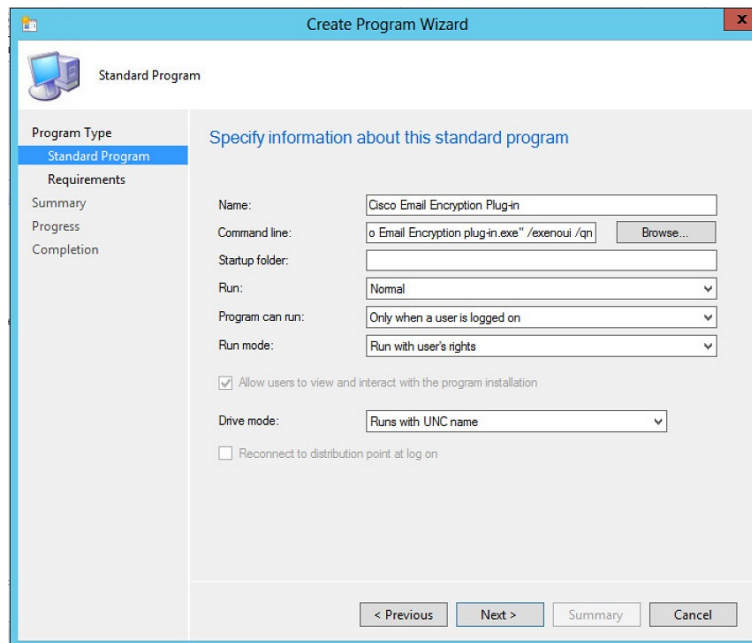 Create Program Wizard
x
Standard Program
Program Type
Standard Program
Requirements
Summary
Progress
Completion
Specify information about this standard program
Name:
Cisco Email Encryption Plug-in
Command line:
o Email Encryption plug-in.exe" /exenoui /qn
Browse...
Startup folder:
Run:
Normal
Program can run:
Only when a user is logged on
Run mode:
Run with user's rights
Allow users to view and interact with the program installation
Drive mode:
Runs with UNC name
Reconnect to distribution point at log on
< Previous
Next >
Summary
Cancel